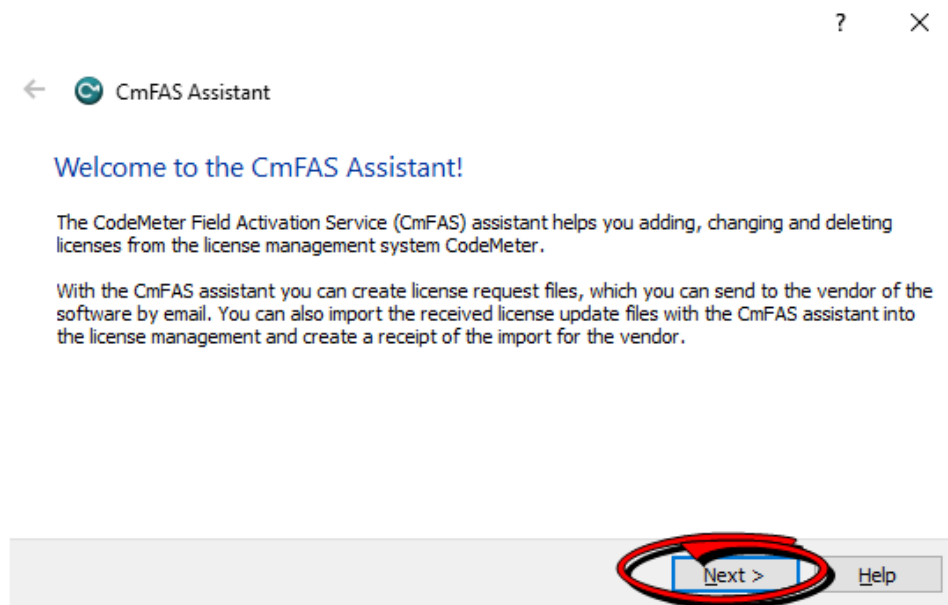 ?
CmFAS Assistant
Welcome to the CmFAS Assistant!
The CodeMeter Field Activation Service (CmFAS) assistant helps you adding, changing and deleting
licenses from the license management system CodeMeter.
With the CmFAS assistant you can create license request files, which you can send to the vendor of the
software by email. You can also import the received license update files with the CmFAS assistant into
the license management and create a receipt of the import for the vendor.
Next > Help